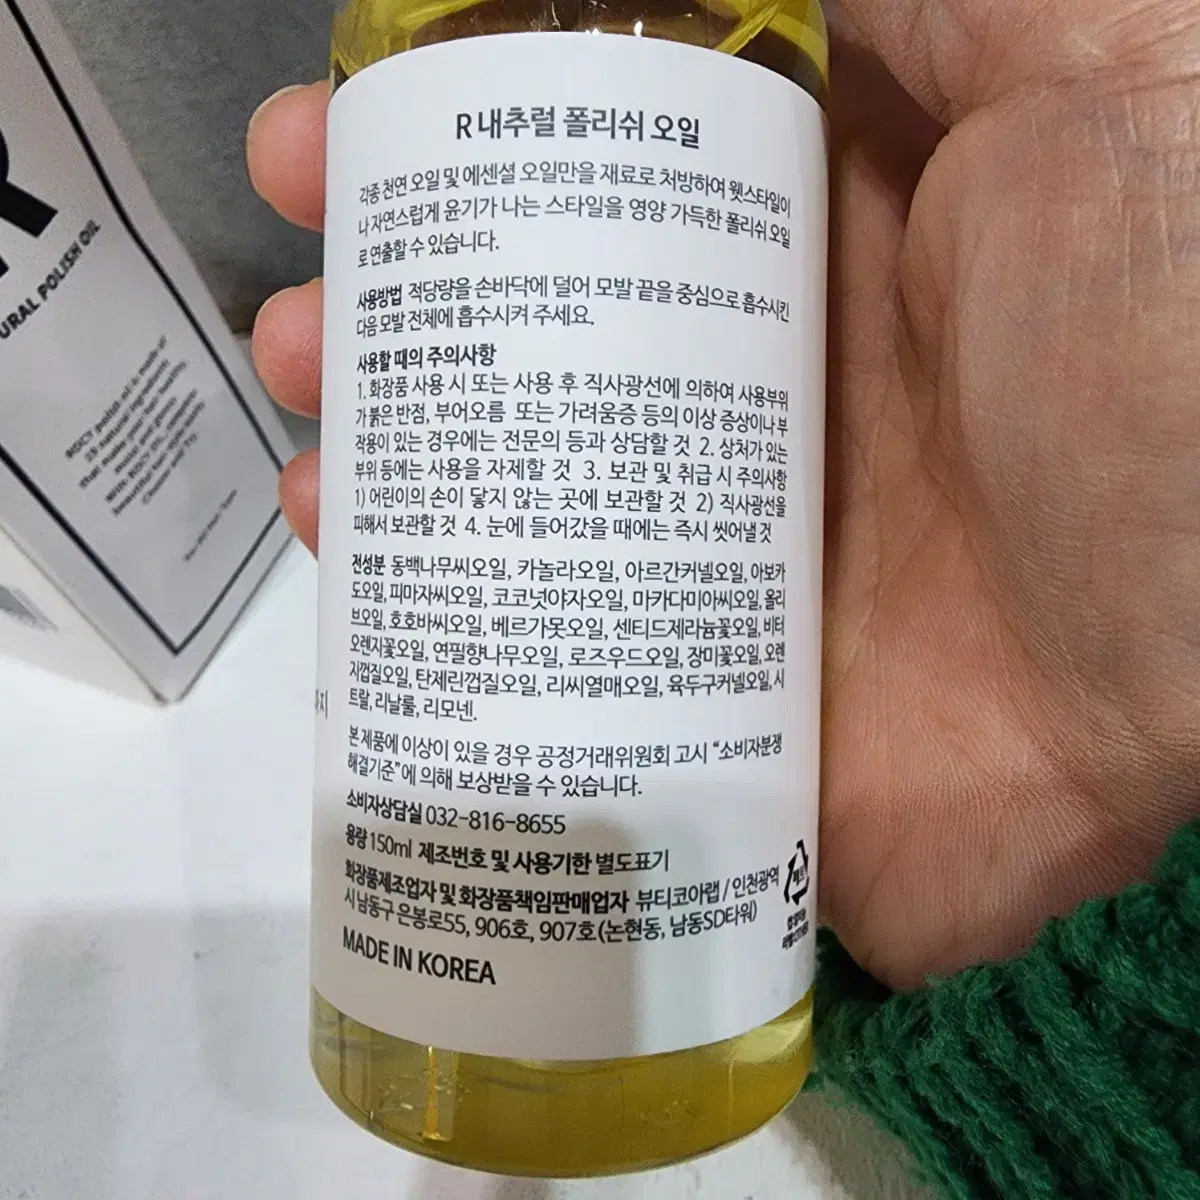 R 내추럴 폴리쉬 오일
각종 천연 오일 및 에센셜 오일만을 재료로 처방하여 웻스타일이
나 자연스럽게 윤기가 나는 스타일을 영양 가득한 폴리쉬 오일
로 연출할 수 있습니다.
사용방법 적당량을 손바닥에 덜어 모발 끝을 중심으로 흡수시킨
다음 모발 전체에 흡수시켜 주세요.
사용할 때의 주의사항
1. 화장품 사용 시 또는 사용 후 직사광선에 의하여 사용부위
가 붉은 반점, 부어오름 또는 가려움증 등의 이상 증상이나 부
작용이 있는 경우에는 전문의 등과 상담할 것 2. 상처가 있는
부위 등에는 사용을 자제할 것 3. 보관 및 취급 시 주의사항
1) 어린이의 손이 닿지 않는 곳에 보관할 것 2) 직사광선을
피해서 보관할 것 4. 눈에 들어갔을 때에는 즉시 씻어낼 것
전성분 동백나무씨오일, 카놀라오일, 아르간커넬오일, 아보카
도오일, 피마자씨오일, 코코넛야자오일, 마카다미아씨오일, 올리
브오일, 호호바씨오일, 베르가못오일, 센티드제라늄꽃오일, 비터
오렌지꽃오일, 연필향나무오일, 로즈우드오일, 장미꽃오일, 오렌
지껍질오일, 탄제린껍질오일, 리씨열매오일, 육두구커넬오일, 시
트랄, 리날룰, 리모넨.
본 제품에 이상이 있을 경우 공정거래위원회 고시 “소비자분쟁
해결기준”에 의해 보상받을 수 있습니다.
소비자상담실 032-816-8655
용량 150ml 제조번호 및 사용기한 별도표기
화장품제조업자 및 화장품책임판매업자 뷰티코아랩 / 인천광역
시 남동구 은봉로55, 906호, 907호(논현동, 남동SD타워)
MADE IN KOREA
R
URAL POLISH OIL
polish oil is made of
natural ingredients
that make your hair healthy,
moist and glossy.